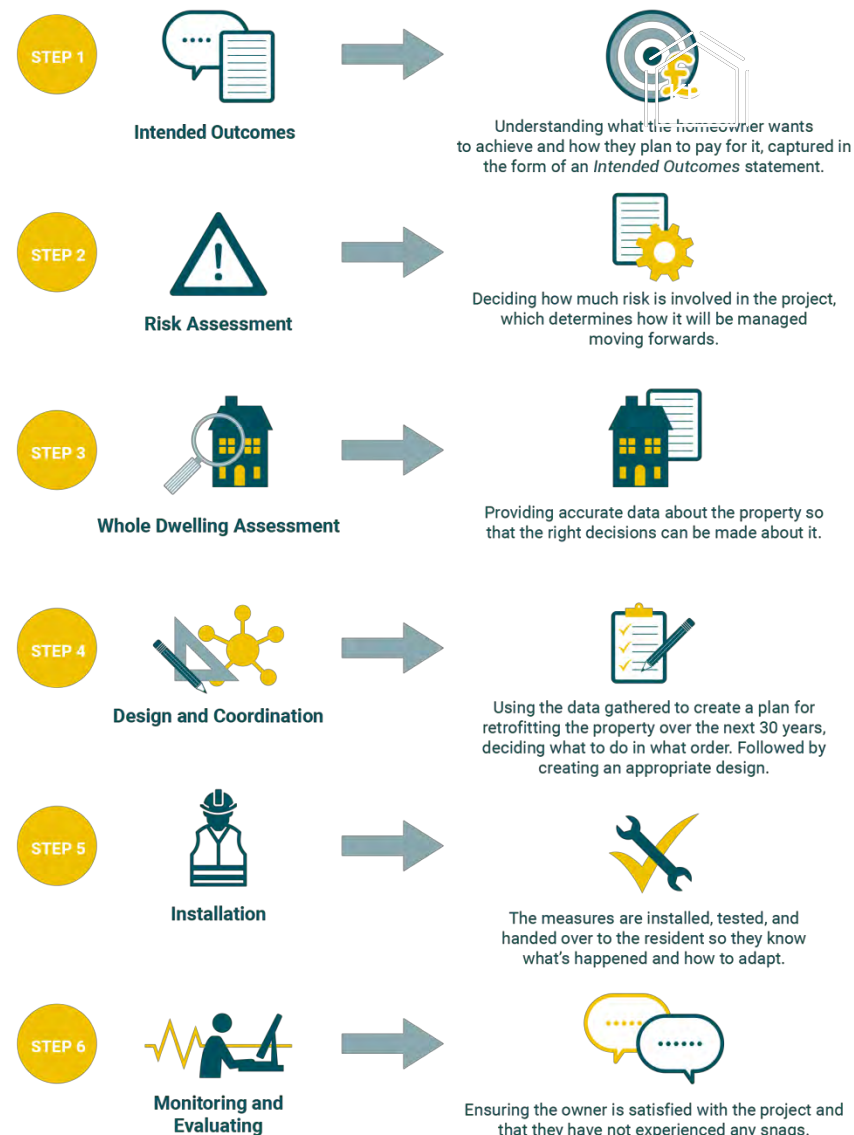 STEP 1
Intended Outcomes
Understanding what the homeowner wants
to achieve and how they plan to pay for it, captured in
the form of an Intended Outcomes statement.
STEP 2
Risk Assessment
Deciding how much risk is involved in the project,
which determines how it will be managed
moving forwards.
STEP 3
Whole Dwelling Assessment
Providing accurate data about the property so
that the right decisions can be made about it.
STEP 4
Design and Coordination
Using the data gathered to create a plan for
retrofitting the property over the next 30 years,
deciding what to do in what order. Followed by
creating an appropriate design.
STEP 5
Installation
The measures are installed, tested, and
handed over to the resident so they know
what's happened and how to adapt.
STEP 6
Monitoring and
Evaluating
Ensuring the owner is satisfied with the project and
that they have not experienced any snags.